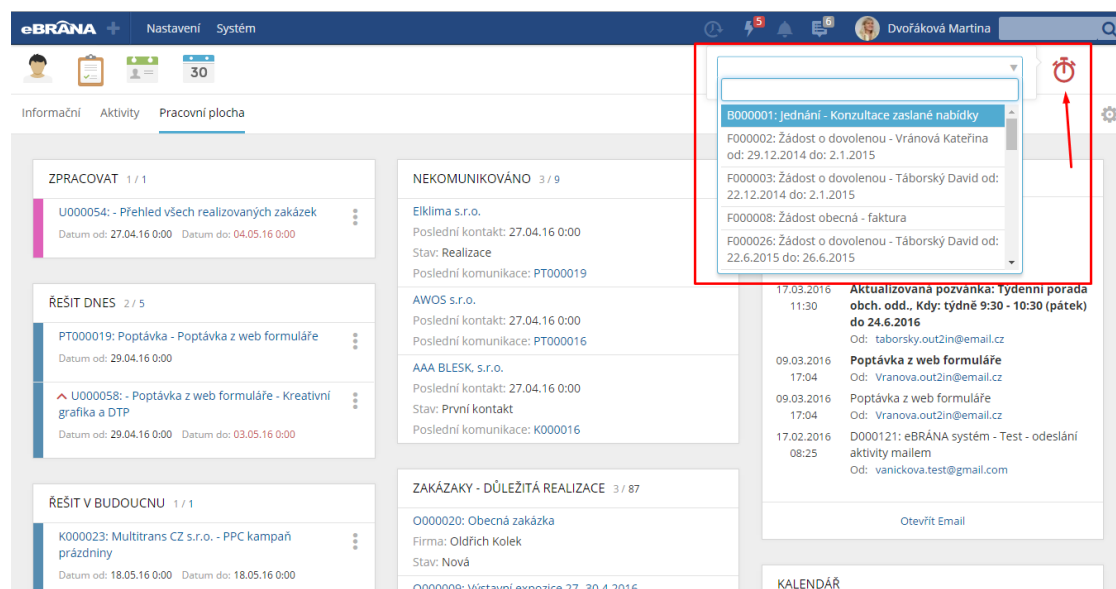 eBRÂNA
Nastavení Systém
5
6
Dvořáková Martina
30
Informační Aktivity Pracovní plocha
B000001: Jednání - Konzultace zaslané nabídky
F000002: Žádost o dovolenou - Vránová Kateřina
od: 29.12.2014 do: 2.1.2015
F000003: Žádost o dovolenou - Táborský David od:
22.12.2014 do: 2.1.2015
F000008: Žádost obecná - faktura
F000026: Žádost o dovolenou - Táborský David od:
22.6.2015 do: 26.6.2015
ZPRACOVAT 1 / 1
U000054: - Přehled všech realizovaných zakázek
Datum od: 27.04.16 0:00 Datum do: 04.05.16 0:00
ŘEŠIT DNES 2 / 5
PT000019: Poptávka - Poptávka z web formuláře
Datum od: 29.04.16 0:00
U000058: - Poptávka z web formuláře - Kreativní
grafika a DTP
Datum od: 29.04.16 0:00 Datum do: 03.05.16 0:00
ŘEŠIT V BUDOUCNU 1 / 1
K000023: Multitrans CZ s.r.o. - PPC kampaň
prázdniny
Datum od: 18.05.16 0:00 Datum do: 18.05.16 0:00
NEKOMUNIKOVÁNO 3 / 9
Elklima s.r.o.
Poslední kontakt: 27.04.16 0:00
Stav: Realizace
Poslední komunikace: PT000019
AWOS s.r.o.
Poslední kontakt: 27.04.16 0:00
Poslední komunikace: PT000016
AAA BLESK, s.r.o.
Poslední kontakt: 27.04.16 0:00
Stav: První kontakt
Poslední komunikace: K000016
ZAKÁZAKY - DŮLEŽITÁ REALIZACE 3 / 87
O000020: Obecná zakázka
Firma: Oldřich Kolek
Stav: Nová
O000009: Výstavní expozice 27.-30.4.2016
17.03.2016 Aktualizovaná pozvánka: Týdenní porada
11:30 obch. odd., Kdy: týdně 9:30 - 10:30 (pátek)
do 24.6.2016
Od: taborsky.out2in@email.cz
09.03.2016 Poptávka z web formuláře
17:04 Od: Vranova.out2in@email.cz
09.03.2016 Poptávka z web formuláře
17:04 Od: Vranova.out2in@email.cz
17.02.2016 D000121: eBRÁNA systém - Test - odeslání
08:25 aktivity mailem
Od: vanickova.test@gmail.com
Otevřít Email
KALENDÁŘ